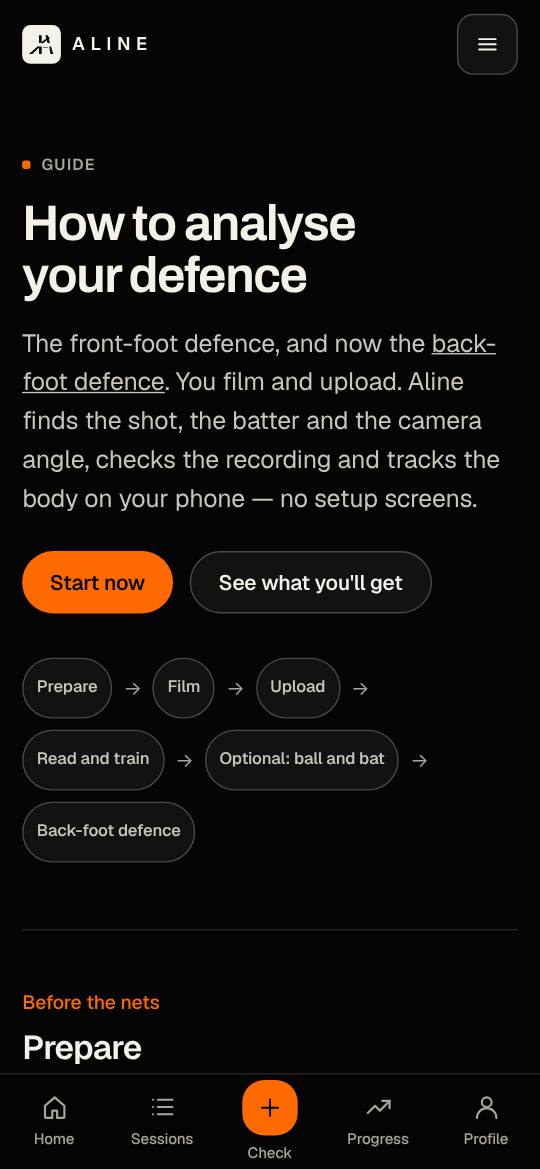 ALINE
GUIDE
How to analyse
your defence
The front-foot defence, and now the back-
foot defence. You film and upload. Aline
finds the shot, the batter and the camera
angle, checks the recording and tracks the
body on your phone — no setup screens.
Start now See what you'll get
Prepare → Film → Upload →
Read and train → Optional: ball and bat →
Back-foot defence
Before the nets
Prepare
Home Sessions Check Progress Profile